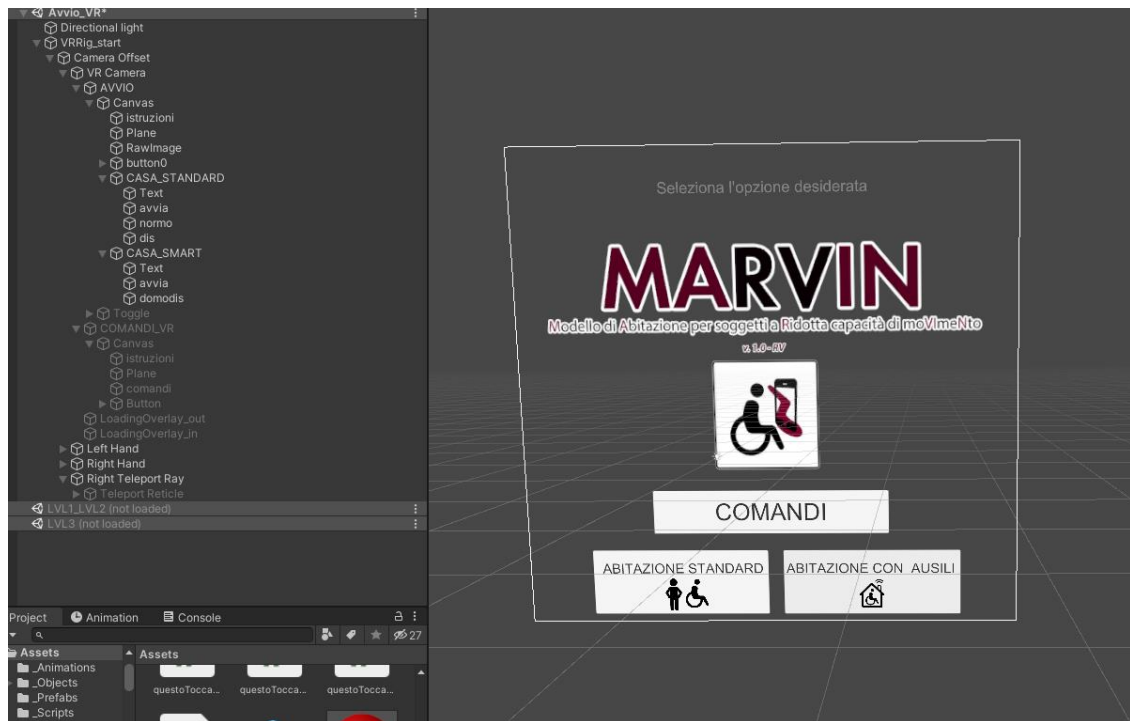 Avvio_VR*
Directional light
VRRig_start
Camera Offset
VR Camera
AVVIO
Canvas
istruzioni
Plane
RawImage
button0
CASA_STANDARD
Text
avvia
normo
dis
CASA_SMART
Text
avvia
domodis
Toggle
COMANDI_VR
Canvas
istruzioni
Plane
comandi
Button
LoadingOverlay_out
LoadingOverlay_in
Left Hand
Right Hand
Right Teleport Ray
Teleport Reticle
LVL1_LVL2 (not loaded)
LVL3 (not loaded)
Project Animation Console
27
Assets
_Animations
_Objects
_Prefabs
_Scripts
Assets
questoTocca... questoTocca... questoTocca...
Seleziona l'opzione desiderata
MARVIN
Modello di Abitazione per soggetti a Ridotta capacità di moVImeNto
v. 1.0-RV
COMANDI
ABITAZIONE STANDARD
ABITAZIONE CON AUSILI